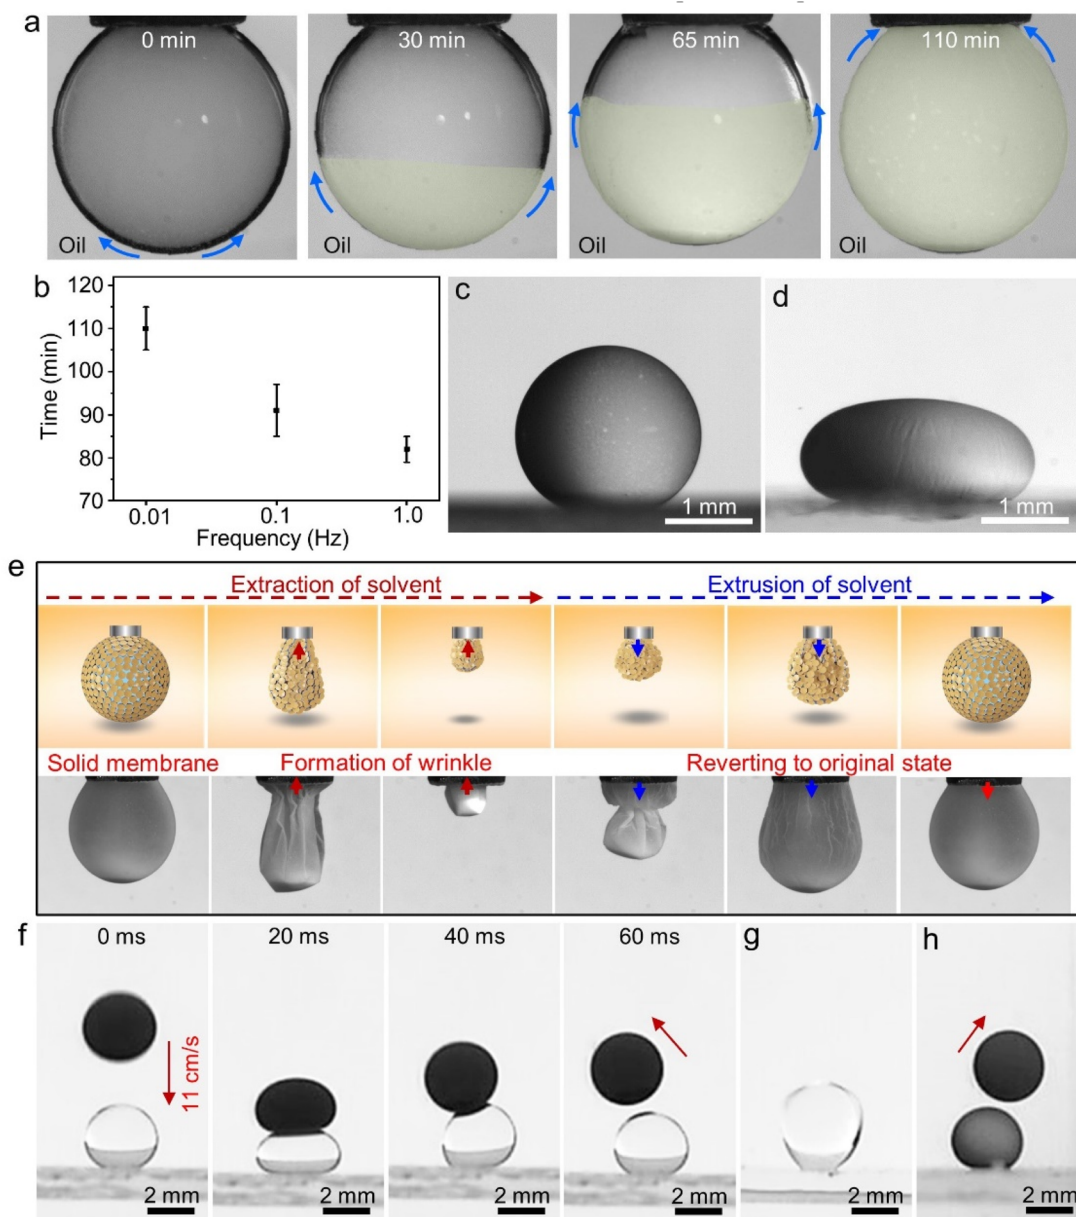 a
0 min
30 min
65 min
110 min
Oil
Oil
Oil
Oil
b
120
110
100
90
80
70
Time (min)
0.01
0.1
1.0
Frequency (Hz)
c
1 mm
d
1 mm
e
Extraction of solvent
Extrusion of solvent
Solid membrane
Formation of wrinkle
Reverting to original state
f
0 ms
20 ms
40 ms
60 ms
g
h
11 cm/s
2 mm
2 mm
2 mm
2 mm
2 mm
2 mm